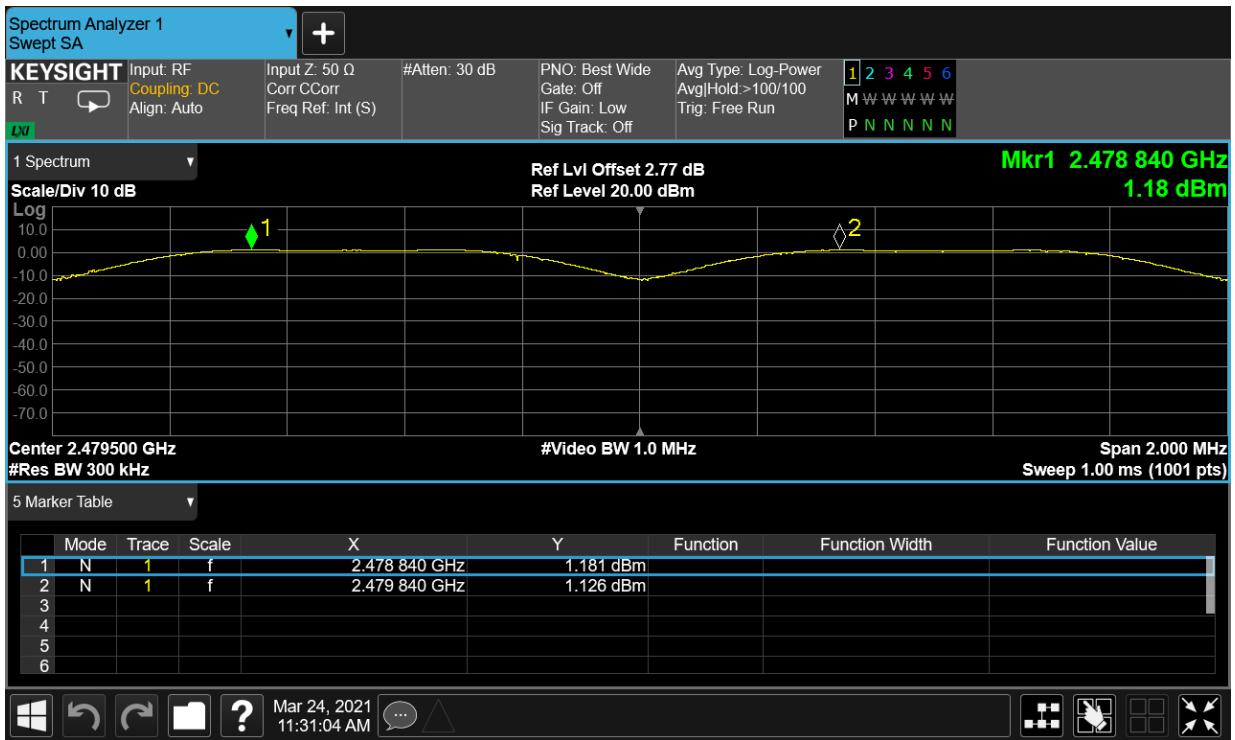 Spectrum Analyzer 1
Swept SA
+
KEYSIGHT
R T
LXI
Input: RF
Coupling: DC
Align: Auto
Input Z: 50 Ω
Corr CCorr
Freq Ref: Int (S)
#Atten: 30 dB
PNO: Best Wide
Gate: Off
IF Gain: Low
Sig Track: Off
Avg Type: Log-Power
Avg|Hold:>100/100
Trig: Free Run
1 2 3 4 5 6
M W W W W W
P N N N N N
1 Spectrum
Scale/Div 10 dB
Ref Lvl Offset 2.77 dB
Ref Level 20.00 dBm
Mkr1 2.478 840 GHz
1.18 dBm
Log
1
2
10.0
0.00
-10.0
-20.0
-30.0
-40.0
-50.0
-60.0
-70.0
Center 2.479500 GHz
#Video BW 1.0 MHz
Span 2.000 MHz
#Res BW 300 kHz
Sweep 1.00 ms (1001 pts)
5 Marker Table
Mode Trace Scale X Y Function Function Width Function Value
1 N 1 f 2.478 840 GHz 1.181 dBm
2 N 1 f 2.479 840 GHz 1.126 dBm
3
4
5
6
?
Mar 24, 2021
11:31:04 AM